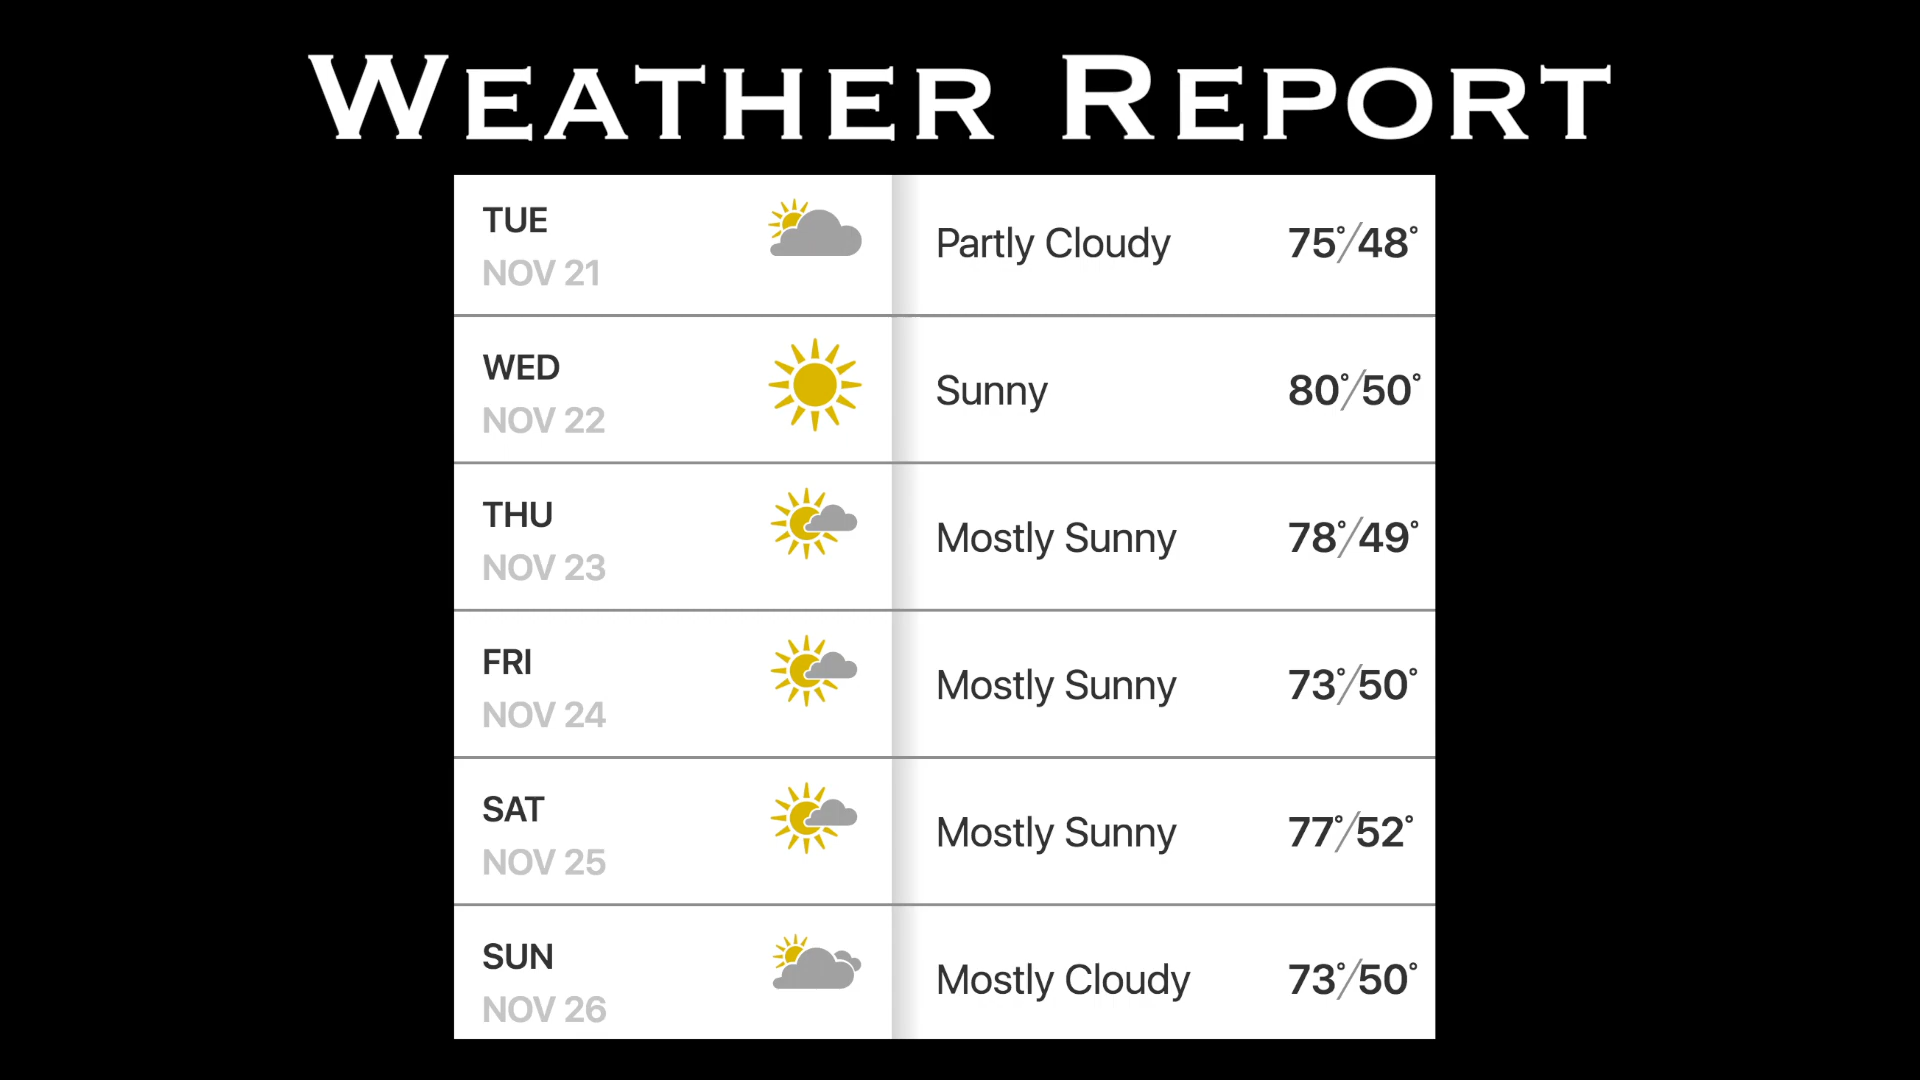 WEATHER REPORT
TUE
NOV 21
Partly Cloudy 75°/48°
WED
NOV 22
Sunny 80°/50°
THU
NOV 23
Mostly Sunny 78°/49°
FRI
NOV 24
Mostly Sunny 73°/50°
SAT
NOV 25
Mostly Sunny 77°/52°
SUN
NOV 26
Mostly Cloudy 73°/50°